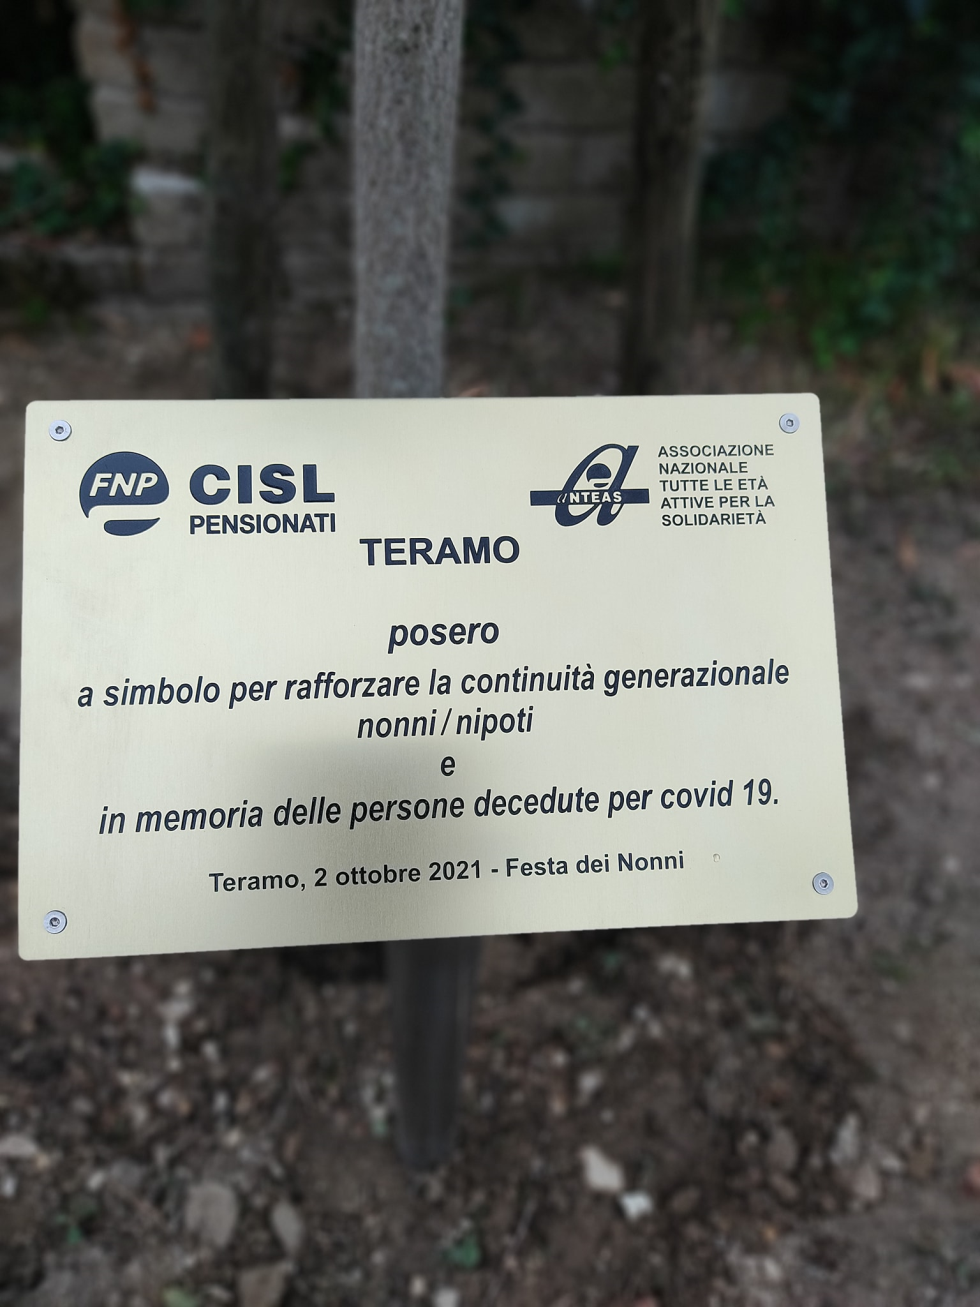 FNP
CISL
PENSIONATI
ANTEAS
ASSOCIAZIONE
NAZIONALE
TUTTE LE ETÀ
ATTIVE PER LA
SOLIDARIETÀ
TERAMO
posero
a simbolo per rafforzare la continuità generazionale
nonni / nipoti
e
in memoria delle persone decedute per covid 19.
Teramo, 2 ottobre 2021 - Festa dei Nonni